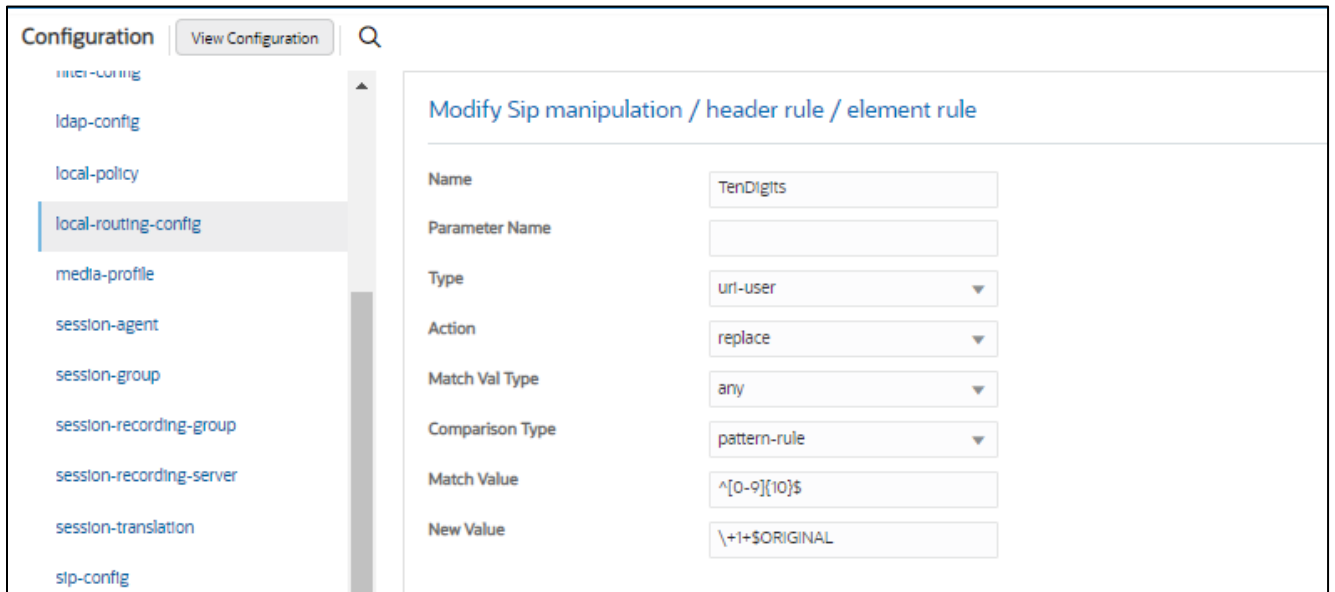 Configuration View Configuration
filter-config
ldap-config
local-policy
local-routing-config
media-profile
session-agent
session-group
session-recording-group
session-recording-server
session-translation
sip-config
Modify Sip manipulation / header rule / element rule
Name TenDigits
Parameter Name
Type uri-user
Action replace
Match Val Type any
Comparison Type pattern-rule
Match Value ^[0-9]{10}$
New Value \+1+$ORIGINAL